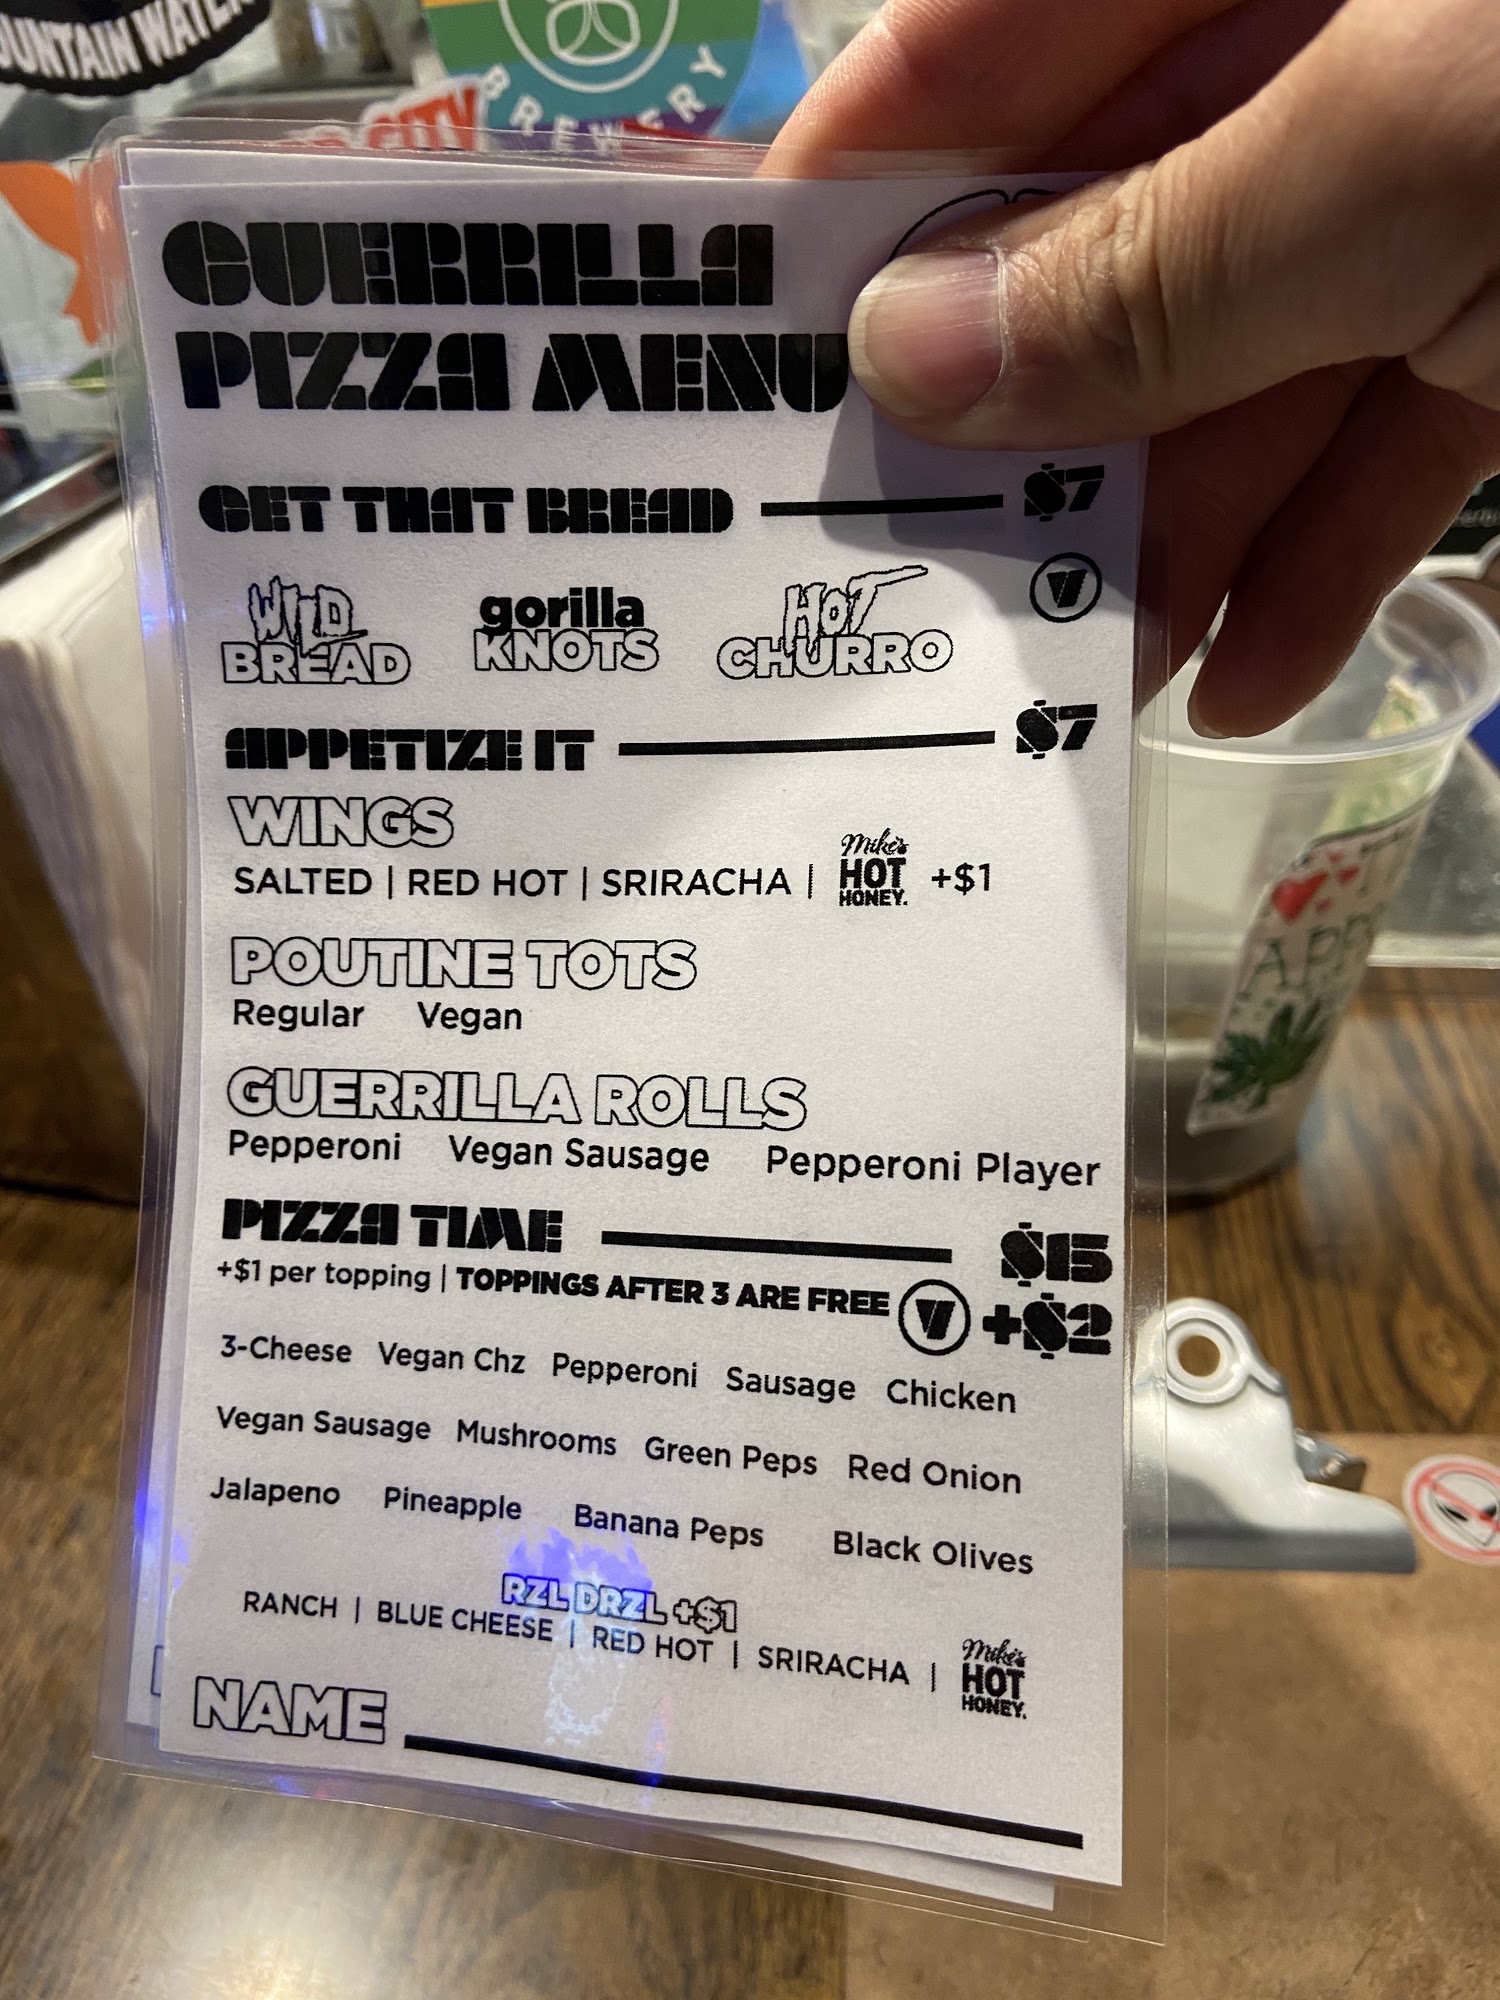 OUNTAIN WATER
BREWERY
CITY
GUERRILLA
PIZZA MENU
GET THAT BREAD $7
WILD BREAD gorilla KNOTS HOT CHURRO V
APPETIZE IT $7
WINGS
SALTED | RED HOT | SRIRACHA | Mike's HOT HONEY. +$1
POUTINE TOTS
Regular Vegan
GUERRILLA ROLLS
Pepperoni Vegan Sausage Pepperoni Player
PIZZA TIME $15
+$1 per topping | TOPPINGS AFTER 3 ARE FREE V +$2
3-Cheese Vegan Chz Pepperoni Sausage Chicken
Vegan Sausage Mushrooms Green Peps Red Onion
Jalapeno Pineapple Banana Peps Black Olives
RZL DRZL +$1
RANCH | BLUE CHEESE | RED HOT | SRIRACHA | Mike's HOT HONEY.
NAME